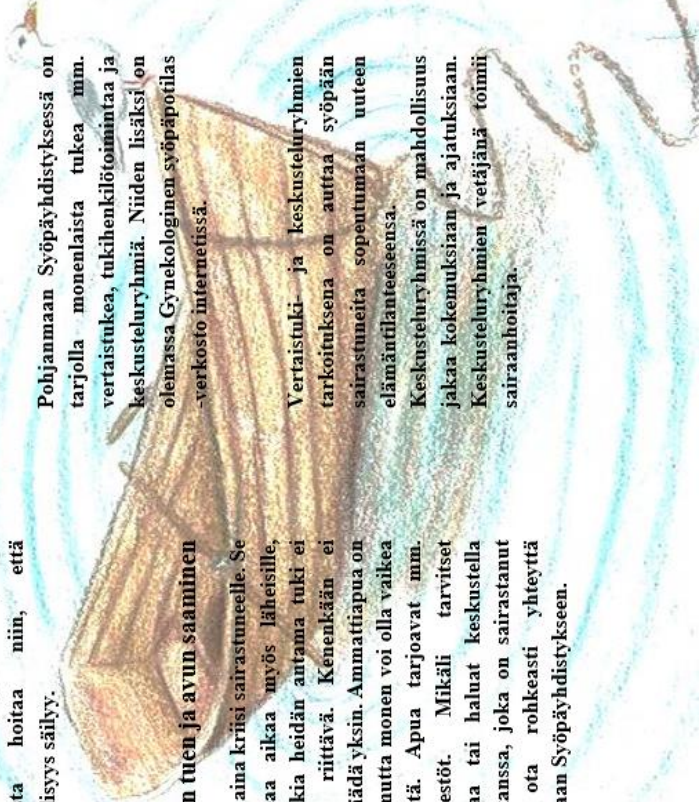 ta hoitaa niin, että
isyys säilyy.
n tuen ja avun saaminen
aina kriisi sairastuneelle. Se
aa aikaa myös läheisille,
kia heidän antama tuki ei
riittävä. Kenenkään ei
yksin. Ammattiapua on
mutta monen voi olla vaikea
tä. Apua tarjoavat mm.
estöt. Mikäli tarvitset
aa tai haluat keskustella
anssa, joka on sairastanut
ota rohkeasti yhteyttä
an Syöpäyhdistykseen.
Pohjanmaan Syöpäyhdistyksessä on
tarjolla monenlaista tukea mm.
vertaistukea, tukihenkilötoimintaa ja
keskusteluryhmiä. Niiden lisäksi on
olemassa Gynekologinen syöpäpotilas
-verkosto internetissä.
Vertaistuki- ja keskusteluryhmien
tarkoituksena on auttaa syöpään
sairastuneita sopeutumaan uuteen
elämäntilanteeseensa.
Keskusteluryhmissä on mahdollisuus
jakaa kokemuksiaan ja ajatuksiaan.
Keskusteluryhmien vetäjänä toimii
sairaanhoitaja.